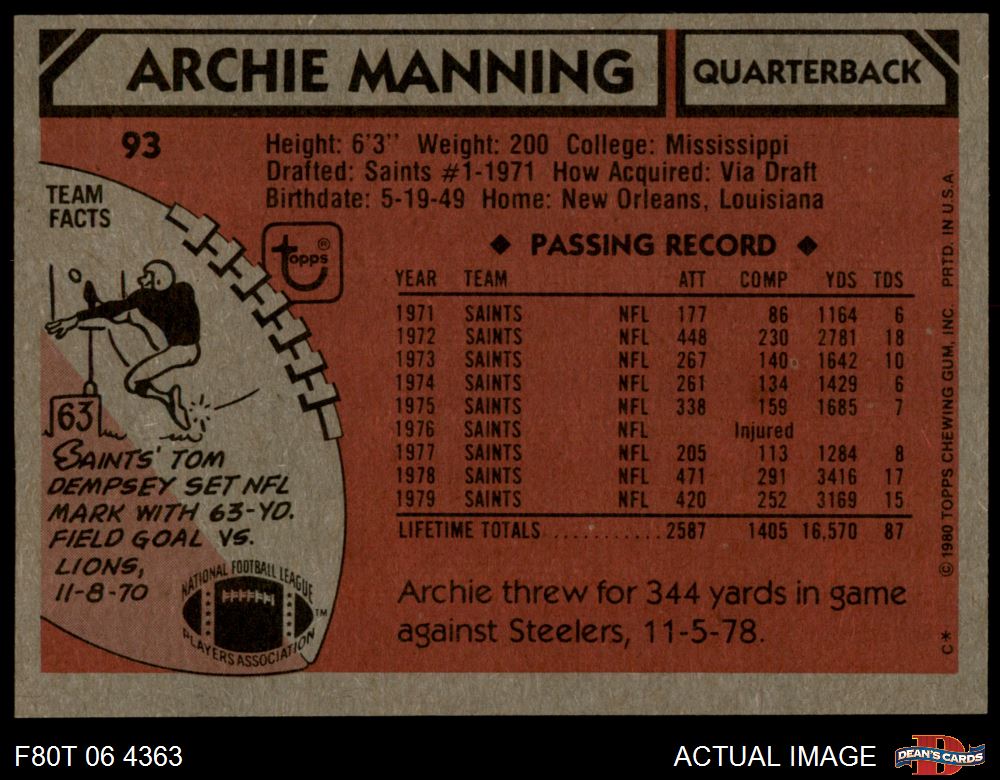 ARCHIE MANNING QUARTERBACK
93
Height: 6'3" Weight: 200 College: Mississippi
Drafted: Saints #1-1971 How Acquired: Via Draft
Birthdate: 5-19-49 Home: New Orleans, Louisiana
TEAM
FACTS
63
SAINTS' TOM
DEMPSEY SET NFL
MARK WITH 63-YD.
FIELD GOAL VS.
LIONS,
11-8-70
NATIONAL FOOTBALL LEAGUE
PLAYERS ASSOCIATION
TM
topps ®
◆ PASSING RECORD ◆
YEAR TEAM ATT COMP YDS TDS
1971 SAINTS NFL 177 86 1164 6
1972 SAINTS NFL 448 230 2781 18
1973 SAINTS NFL 267 140 1642 10
1974 SAINTS NFL 261 134 1429 6
1975 SAINTS NFL 338 159 1685 7
1976 SAINTS NFL Injured
1977 SAINTS NFL 205 113 1284 8
1978 SAINTS NFL 471 291 3416 17
1979 SAINTS NFL 420 252 3169 15
LIFETIME TOTALS............2587 1405 16,570 87
Archie threw for 344 yards in game
against Steelers, 11-5-78.
C* © 1980 TOPPS CHEWING GUM, INC. PRTD. IN U.S.A.
F80T 06 4363 ACTUAL IMAGE
D
DEAN'S CARDS